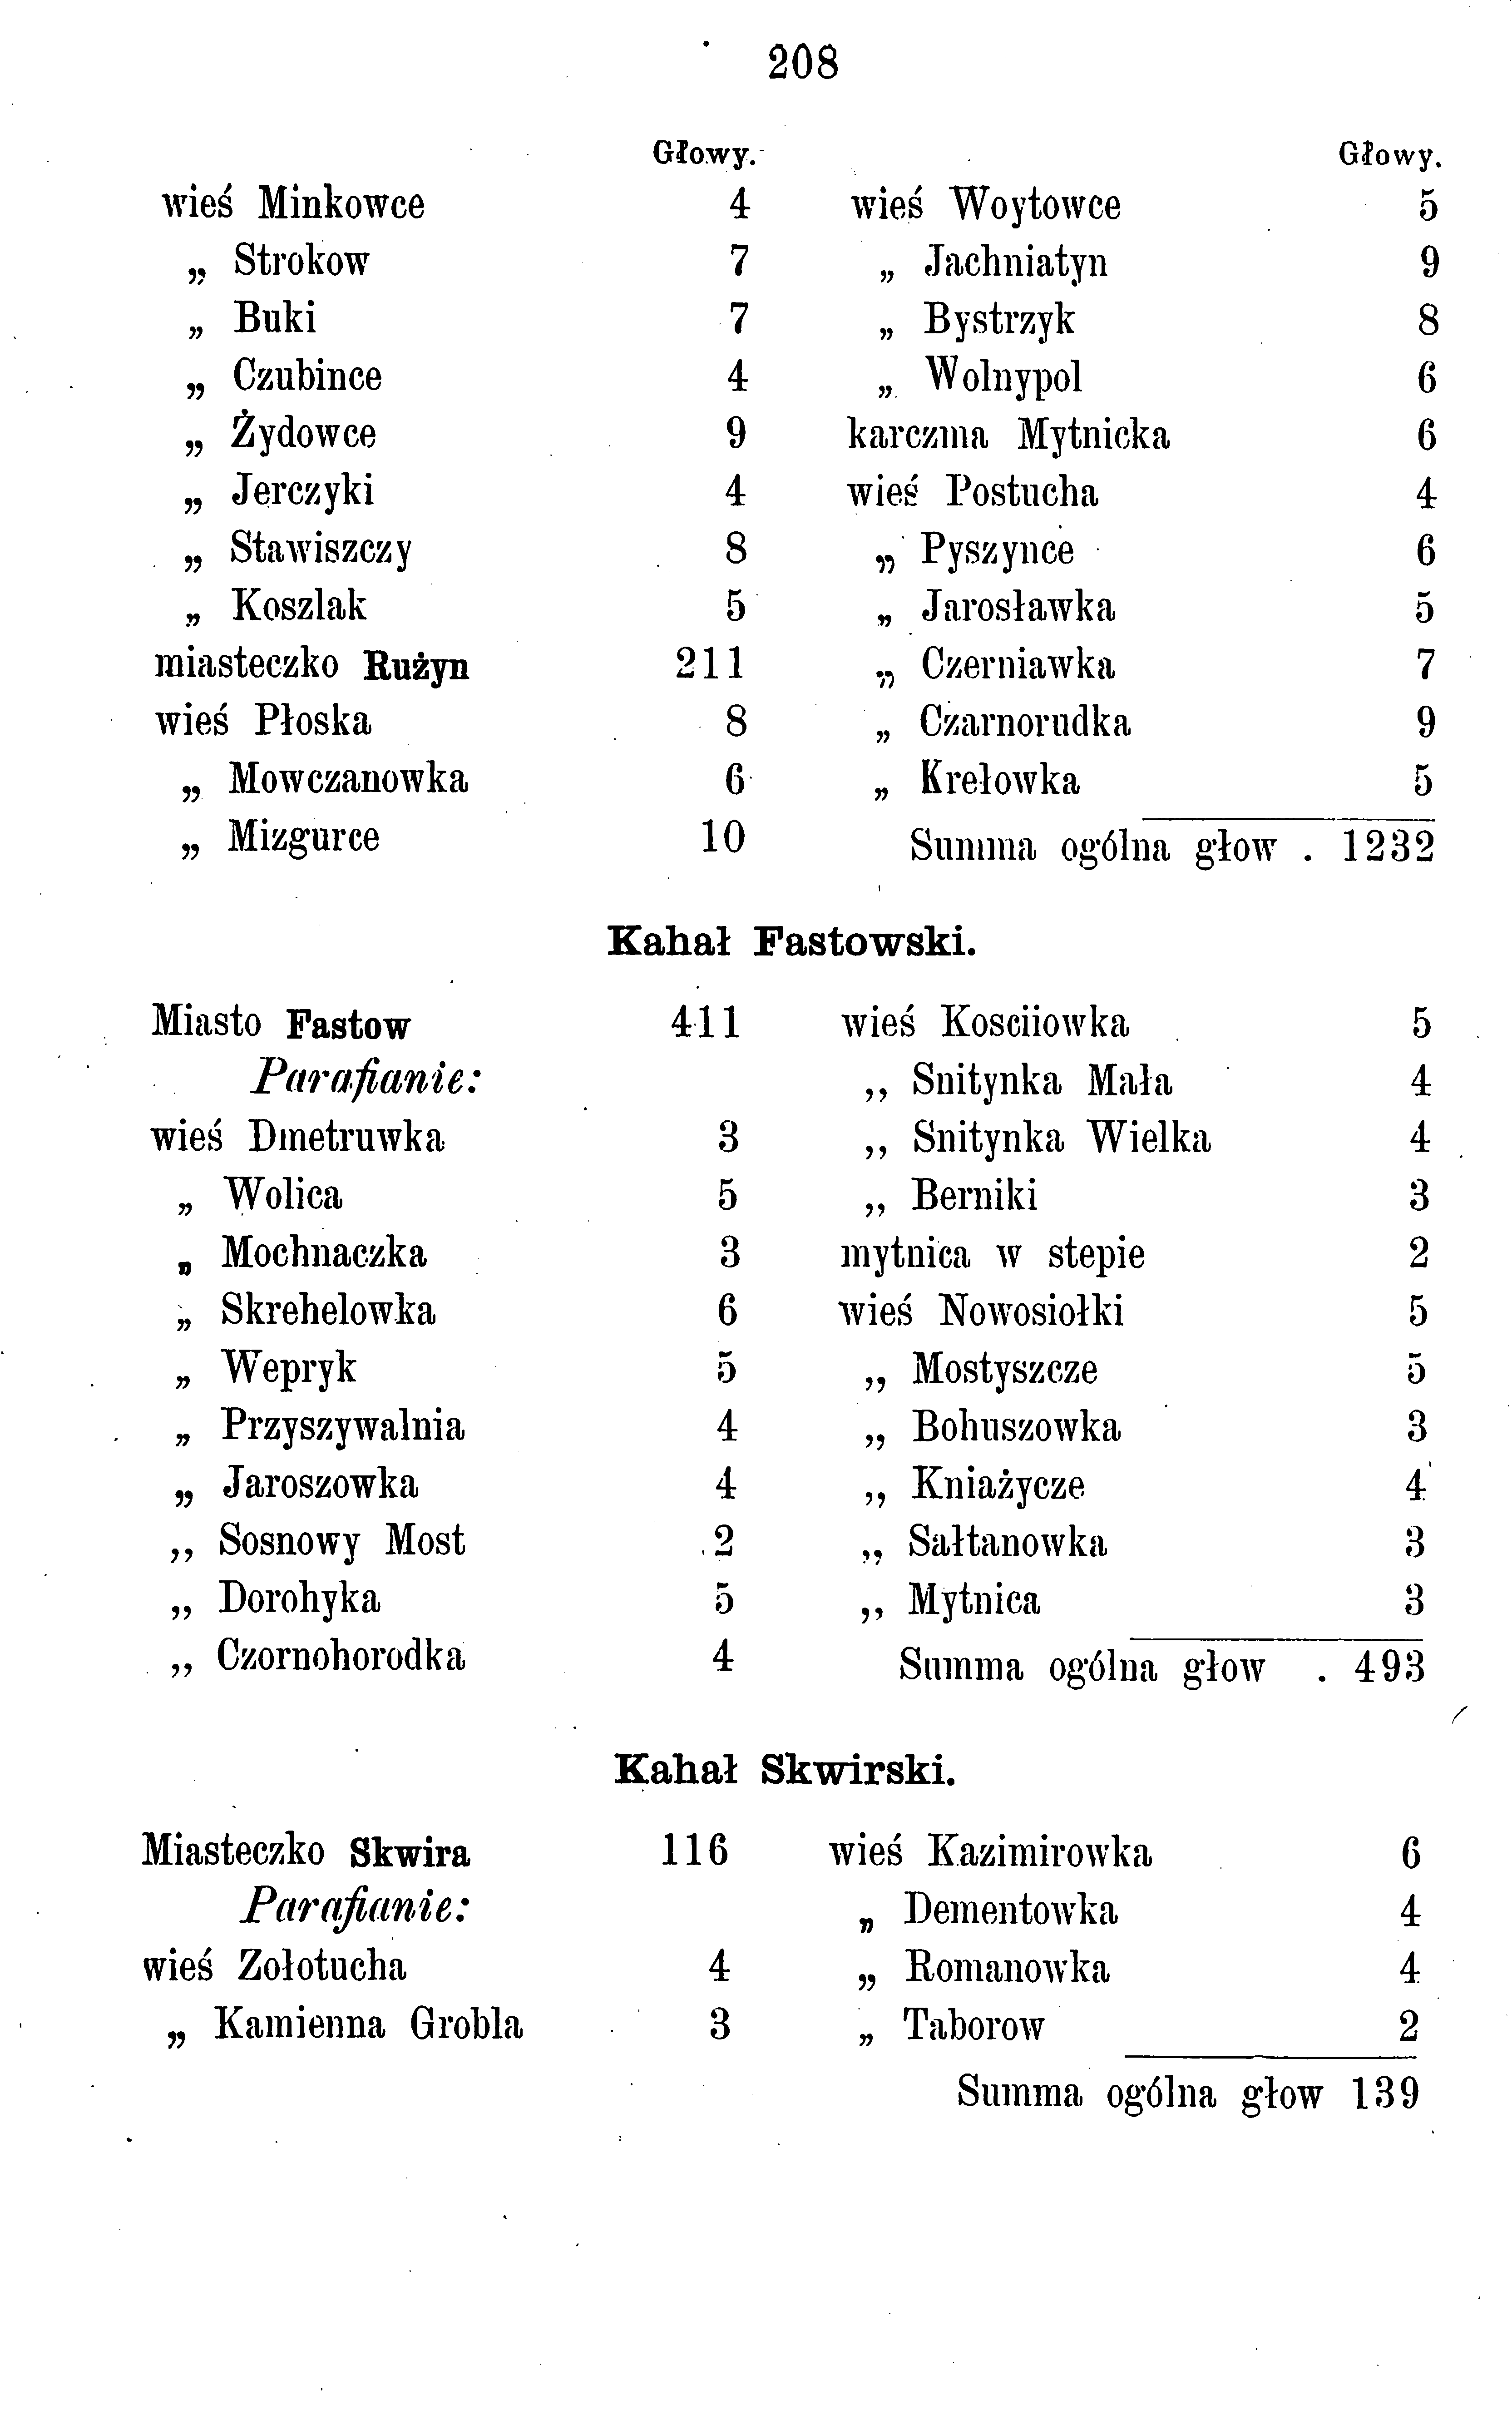 208
Głowy.
wieś Minkowce 4
„ Strokow 7
„ Buki 7
„ Czubince 4
„ Żydowce 9
„ Jerczyki 4
„ Stawiszczy 8
„ Koszlak 5
miasteczko Rużyn 211
wieś Płoska 8
„ Mowczanowka 6
„ Mizgurce 10
Głowy.
wieś Woytowce 5
„ Jachniatyn 9
„ Bystrzyk 8
„ Wolnypol 6
karczma Mytnicka 6
wieś Postucha 4
„ Pyszynce 6
„ Jarosławka 5
„ Czerniawka 7
„ Czarnorudka 9
„ Krełowka 5
Summa ogólna głow . 1232
Kahał Fastowski.
Miasto Fastow 411
Parafianie:
wieś Dmetruwka 3
„ Wolica 5
„ Mochnaczka 3
„ Skrehelowka 6
„ Wepryk 5
„ Przyszywalnia 4
„ Jaroszowka 4
,, Sosnowy Most 2
,, Dorohyka 5
,, Czornohorodka 4
wieś Kosciiowka 5
,, Snitynka Mała 4
,, Snitynka Wielka 4
,, Berniki 3
mytnica w stepie 2
wieś Nowosiołki 5
,, Mostyszcze 5
,, Bohuszowka 3
,, Kniażycze 4
,, Sałtanowka 3
,, Mytnica 3
Summa ogólna głow . 493
Kahał Skwirski.
Miasteczko Skwira 116
Parafianie:
wieś Zołotucha 4
„ Kamienna Grobla 3
wieś Kazimirowka 6
„ Dementowka 4
„ Romanowka 4
„ Taborow 2
Summa ogólna głow 139